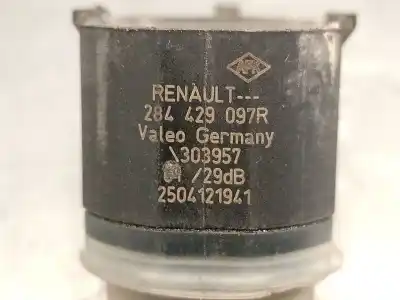 RENAULT---
284 429 097R
Valeo Germany
\303957
/29dB
2504121941